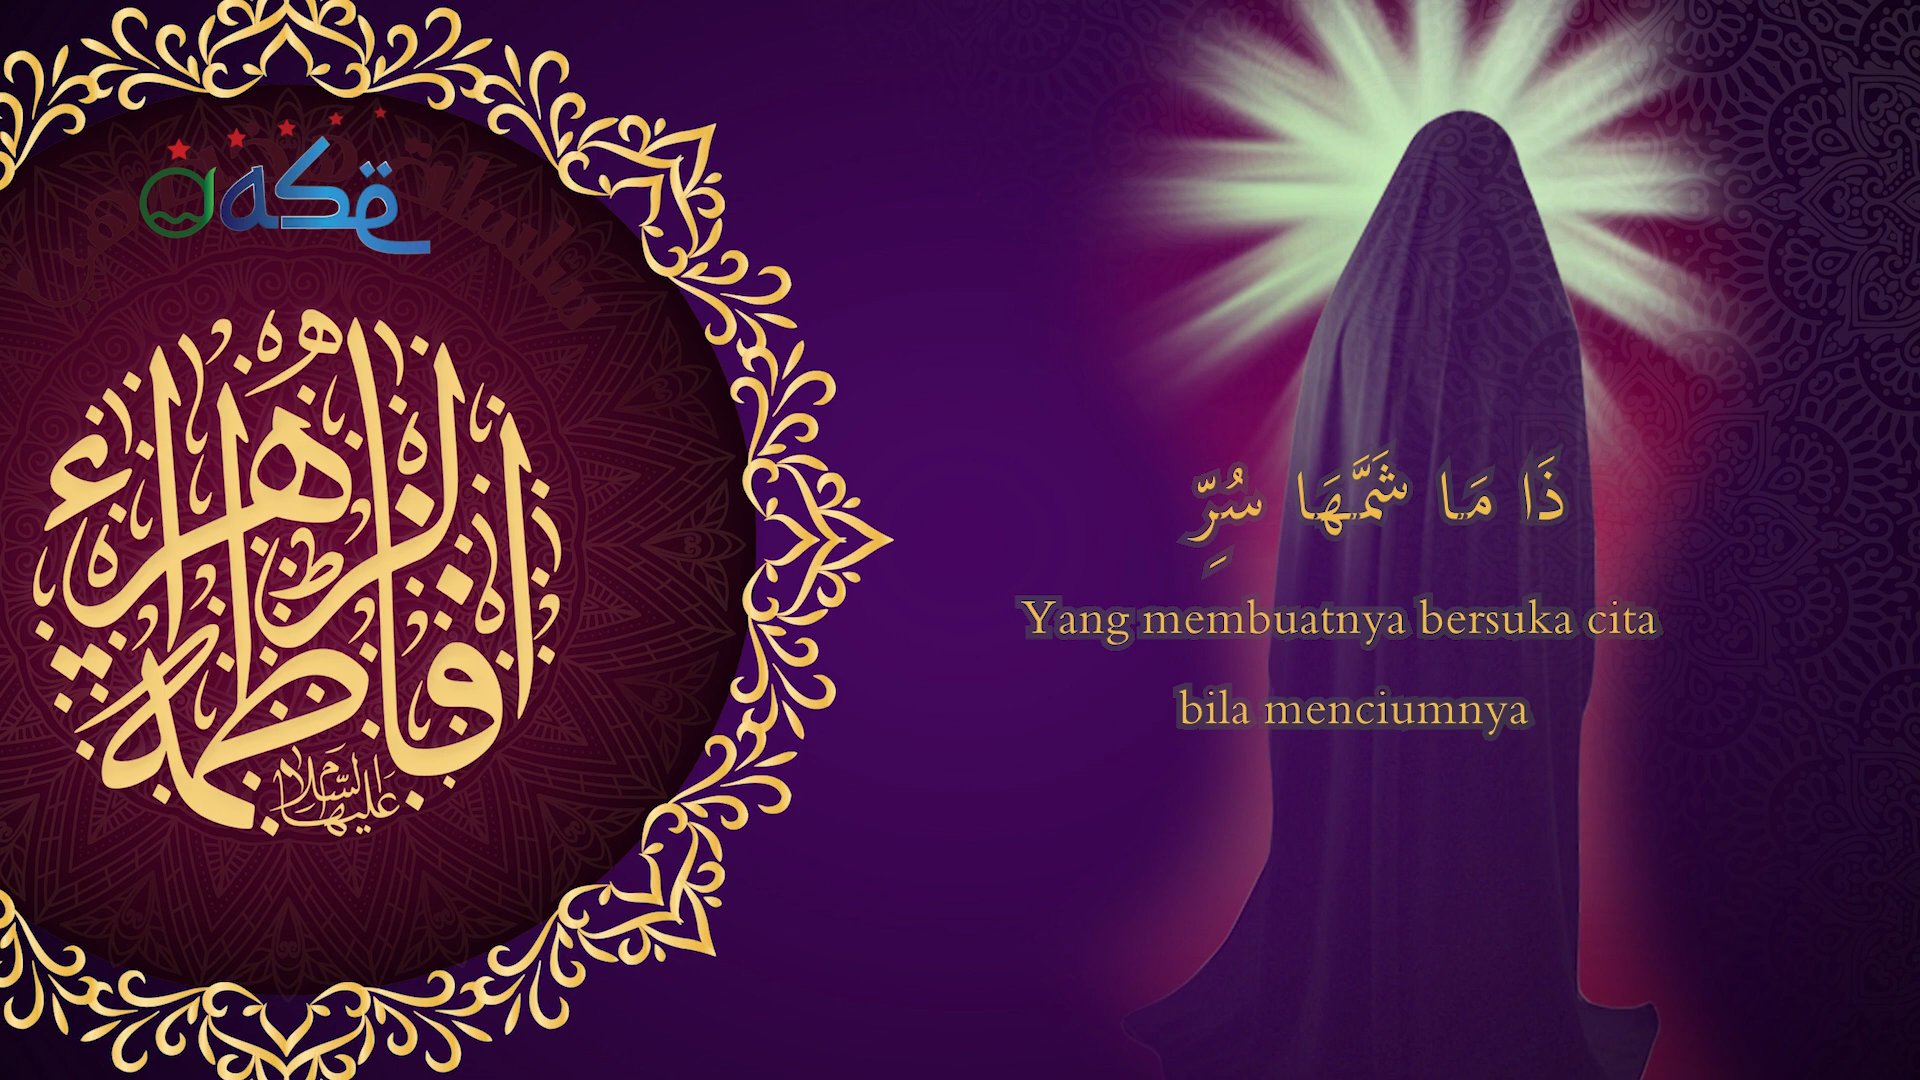 فاطمة الزهراء
عليها السلام
ذَا مَا شَمَّهَا سُرِّ
Yang membuatnya bersuka cita
bila menciumnya